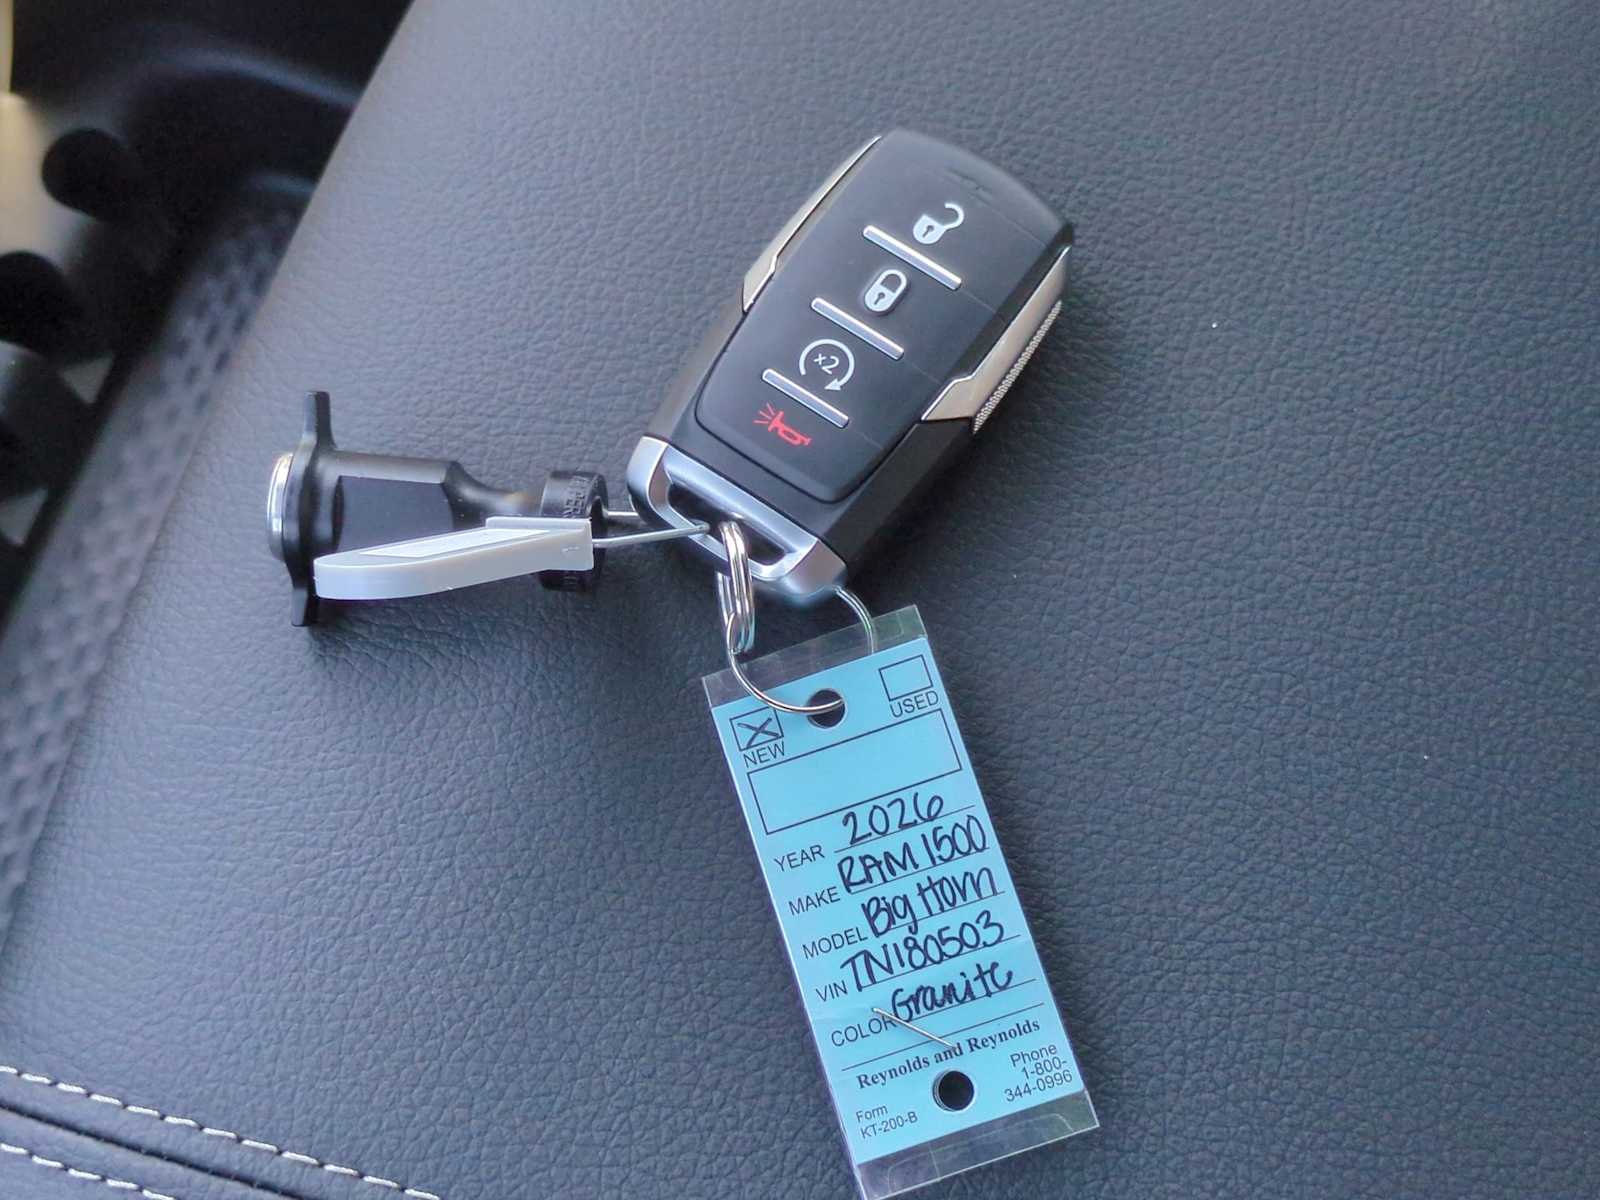 x2
NEW
USED
YEAR 2026
MAKE RAM 1500
MODEL Big Horn
VIN TN180503
COLOR Granite
Reynolds and Reynolds
Form
KT-200-B
Phone
1-800-
344-0996